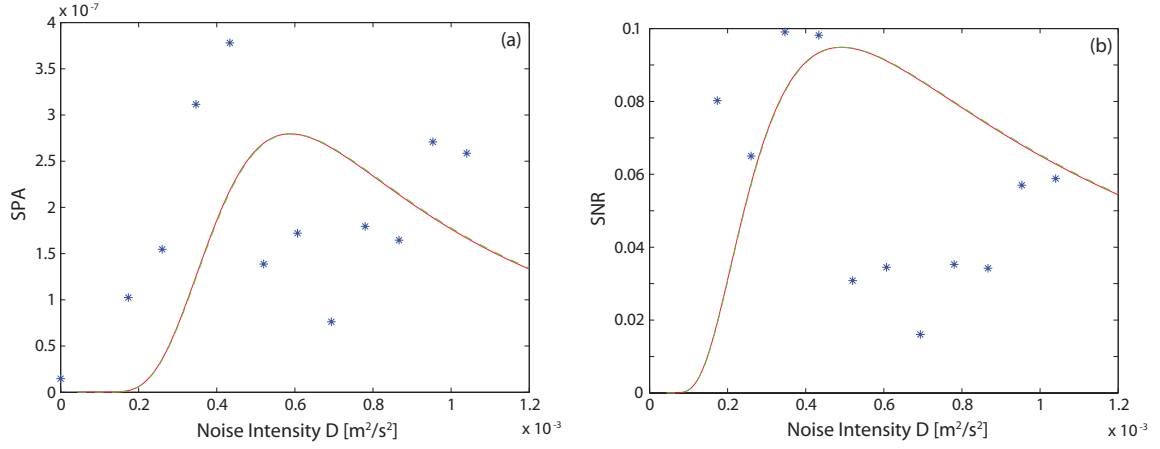 4 x 10⁻⁷
(a)
3.5
3
2.5
2
1.5
1
0.5
0
SPA
0 0.2 0.4 0.6 0.8 1 1.2
Noise Intensity D [m²/s²]
x 10⁻³
0.1
(b)
0.08
0.06
0.04
0.02
0
SNR
0 0.2 0.4 0.6 0.8 1 1.2
Noise Intensity D [m²/s²]
x 10⁻³